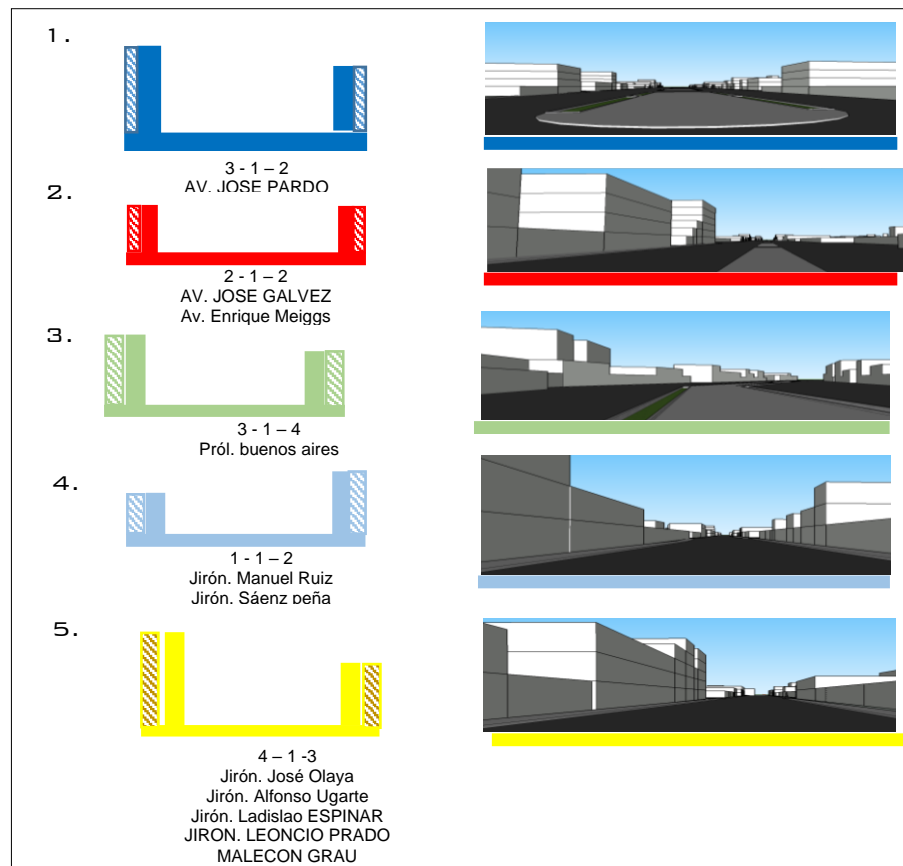 1.
3 - 1 – 2
AV. JOSE PARDO
2.
2 - 1 – 2
AV. JOSE GALVEZ
Av. Enrique Meiggs
3.
3 - 1 – 4
Pról. buenos aires
4.
1 - 1 – 2
Jirón. Manuel Ruiz
Jirón. Sáenz peña
5.
4 – 1 -3
Jirón. José Olaya
Jirón. Alfonso Ugarte
Jirón. Ladislao ESPINAR
JIRON. LEONCIO PRADO
MALECON GRAU